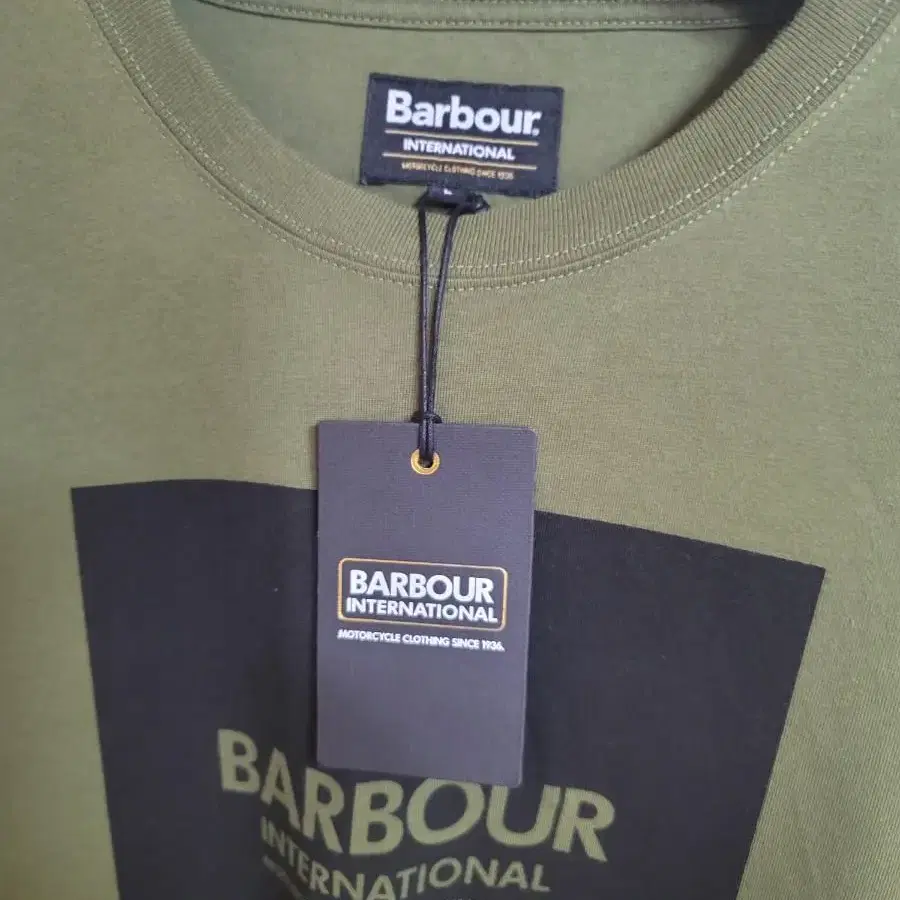 Barbour.
INTERNATIONAL
MOTORCYCLE CLOTHING SINCE 1936
BARBOUR
INTERNATIONAL
MOTORCYCLE CLOTHING SINCE 1936.
BARBOUR
INTERNATIONAL